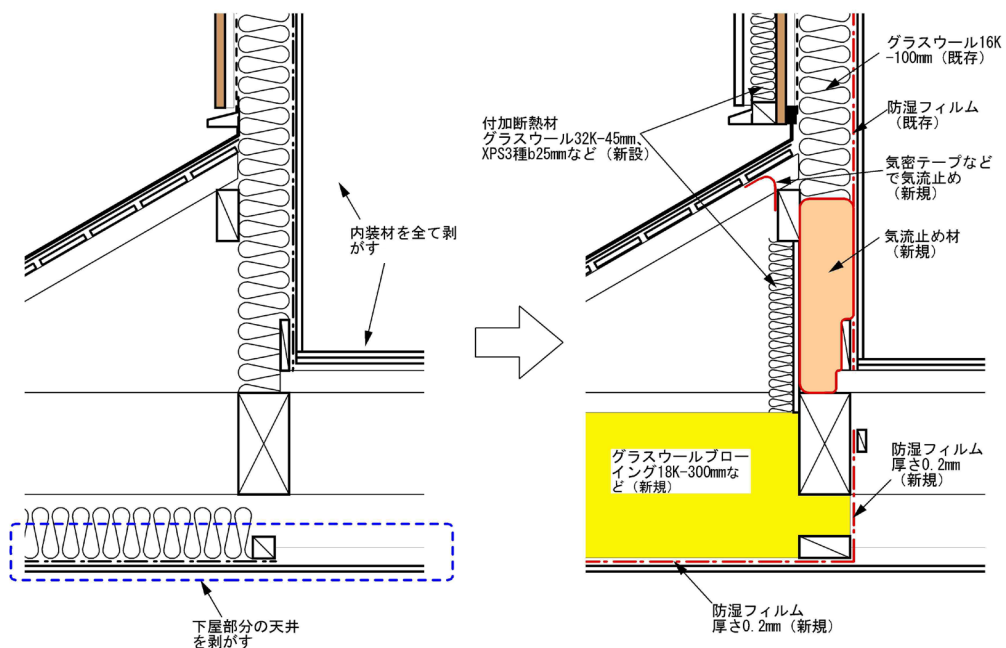 内装材を全て剥
がす
下屋部分の天井
を剥がす
付加断熱材
グラスウール32K-45mm、
XPS3種b25mmなど（新設）
グラスウール16K
-100mm（既存）
防湿フィルム
（既存）
気密テープなど
で気流止め
（新規）
気流止め材
（新規）
グラスウールブロー
イング18K-300mmな
ど（新規）
防湿フィルム
厚さ0.2mm
（新規）
防湿フィルム
厚さ0.2mm（新規）